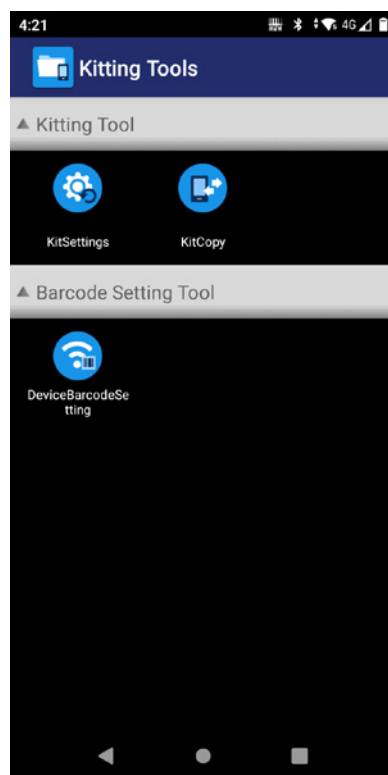 4:21
4G
Kitting Tools
Kitting Tool
KitSettings
KitCopy
Barcode Setting Tool
DeviceBarcodeSe
tting